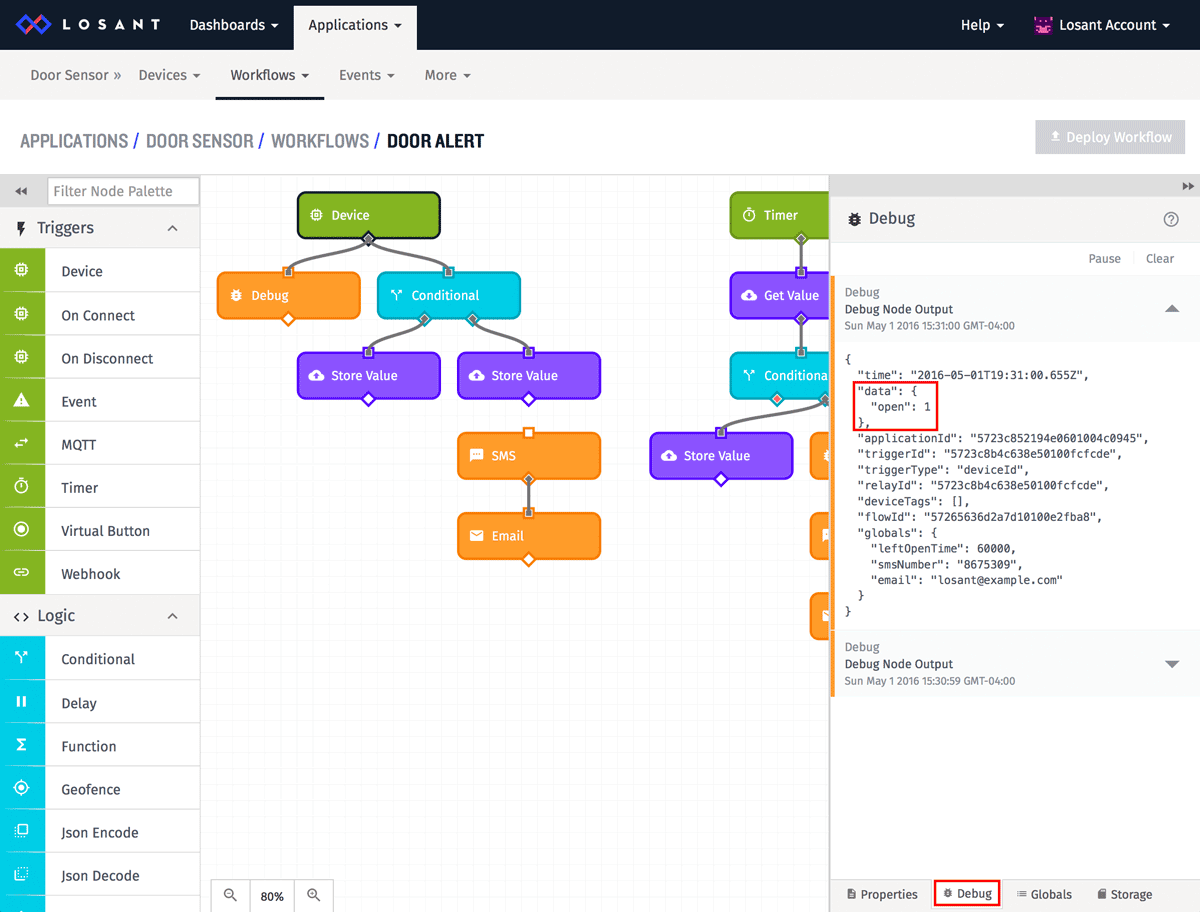 LOSANT
Dashboards
Applications
Help
Losant Account
Door Sensor »
Devices
Workflows
Events
More
APPLICATIONS / DOOR SENSOR / WORKFLOWS / DOOR ALERT
Deploy Workflow
Filter Node Palette
Triggers
Device
On Connect
On Disconnect
Event
MQTT
Timer
Virtual Button
Webhook
Logic
Conditional
Delay
Function
Geofence
Json Encode
Json Decode
Device
Debug
Conditional
Store Value
Store Value
SMS
Email
Timer
Get Value
Conditiona
Store Value
80%
Debug
Pause
Clear
Debug
Debug Node Output
Sun May 1 2016 15:31:00 GMT-04:00
{
"time": "2016-05-01T19:31:00.655Z",
"data": {
"open": 1
},
"applicationId": "5723c852194e0601004c0945",
"triggerId": "5723c8b4c638e50100fcfcde",
"triggerType": "deviceId",
"relayId": "5723c8b4c638e50100fcfcde",
"deviceTags": [],
"flowId": "57265636d2a7d10100e2fba8",
"globals": {
"leftOpenTime": 60000,
"smsNumber": "8675309",
"email": "losant@example.com"
}
}
Debug
Debug Node Output
Sun May 1 2016 15:30:59 GMT-04:00
Properties
Debug
Globals
Storage